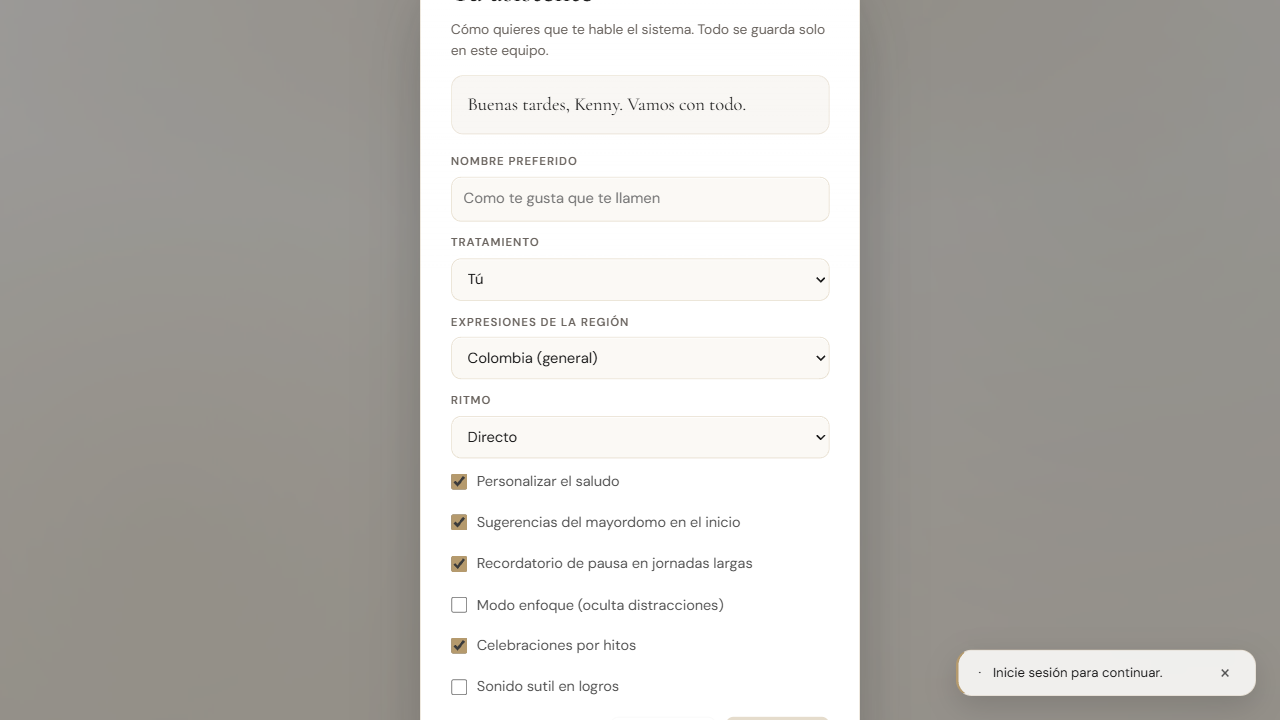 Cómo quieres que te hable el sistema. Todo se guarda solo
en este equipo.
Buenas tardes, Kenny. Vamos con todo.
NOMBRE PREFERIDO
Como te gusta que te llamen
TRATAMIENTO
Tú
EXPRESIONES DE LA REGIÓN
Colombia (general)
RITMO
Directo
Personalizar el saludo
Sugerencias del mayordomo en el inicio
Recordatorio de pausa en jornadas largas
Modo enfoque (oculta distracciones)
Celebraciones por hitos
Sonido sutil en logros
· Inicie sesión para continuar. ×